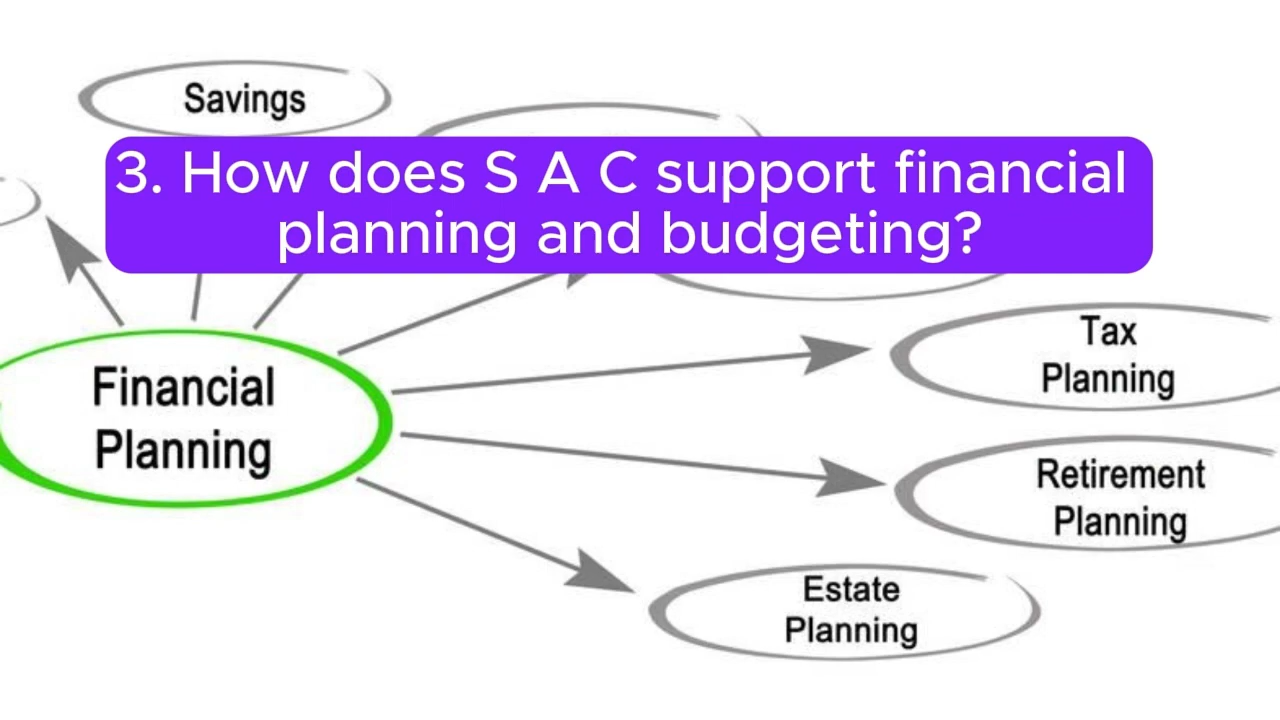 Savings
3. How does S A C support financial
planning and budgeting?
Tax
Planning
Financial
Planning
Retirement
Planning
Estate
Planning